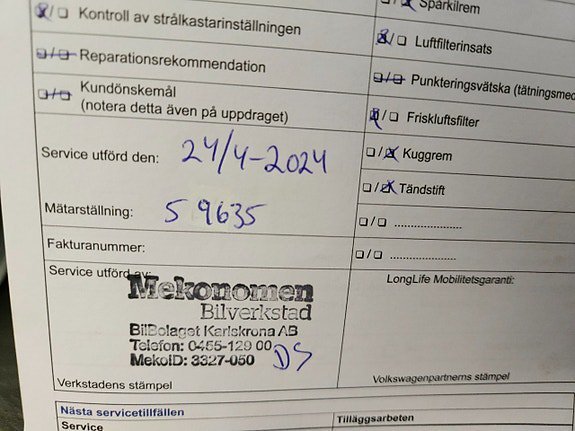 Kontroll av strålkastarinställningen
Reparationsrekommendation
Kundönskemål
(notera detta även på uppdraget)
Service utförd den: 24/4-2024
Mätarställning: 59635
Fakturanummer:
Service utförd av:
Mekonomen
Bilverkstad
BilBolaget Karlskrona AB
Telefon: 0455-129 00
MekoID: 3327-050 DS
Verkstadens stämpel
Spårkilrem
Luftfilterinsats
Punkteringsvätska (tätningsmed
Friskluftsfilter
Kuggrem
Tändstift
LongLife Mobilitetsgaranti:
Volkswagenpartnerns stämpel
Nästa servicetillfällen
Service
Tilläggsarbeten